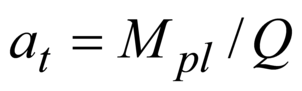 a_t = M_pl / Q